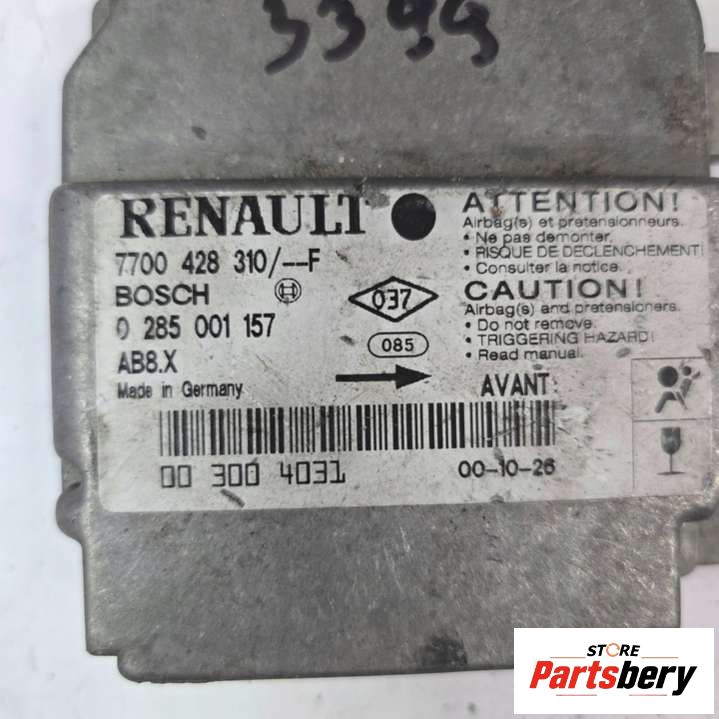 3399
RENAULT
7700 428 310/--F
BOSCH
0 285 001 157
AB8.X
Made in Germany
037
085
ATTENTION!
Airbag(s) et pretensionneurs.
• Ne pas demonter.
• RISQUE DE DECLENCHEMENT!
• Consulter la notice.
CAUTION!
Airbag(s) and pretensioners.
• Do not remove.
• TRIGGERING HAZARD!
• Read manual.
AVANT:
00 300 4031
00-10-26
STORE
Partsbery